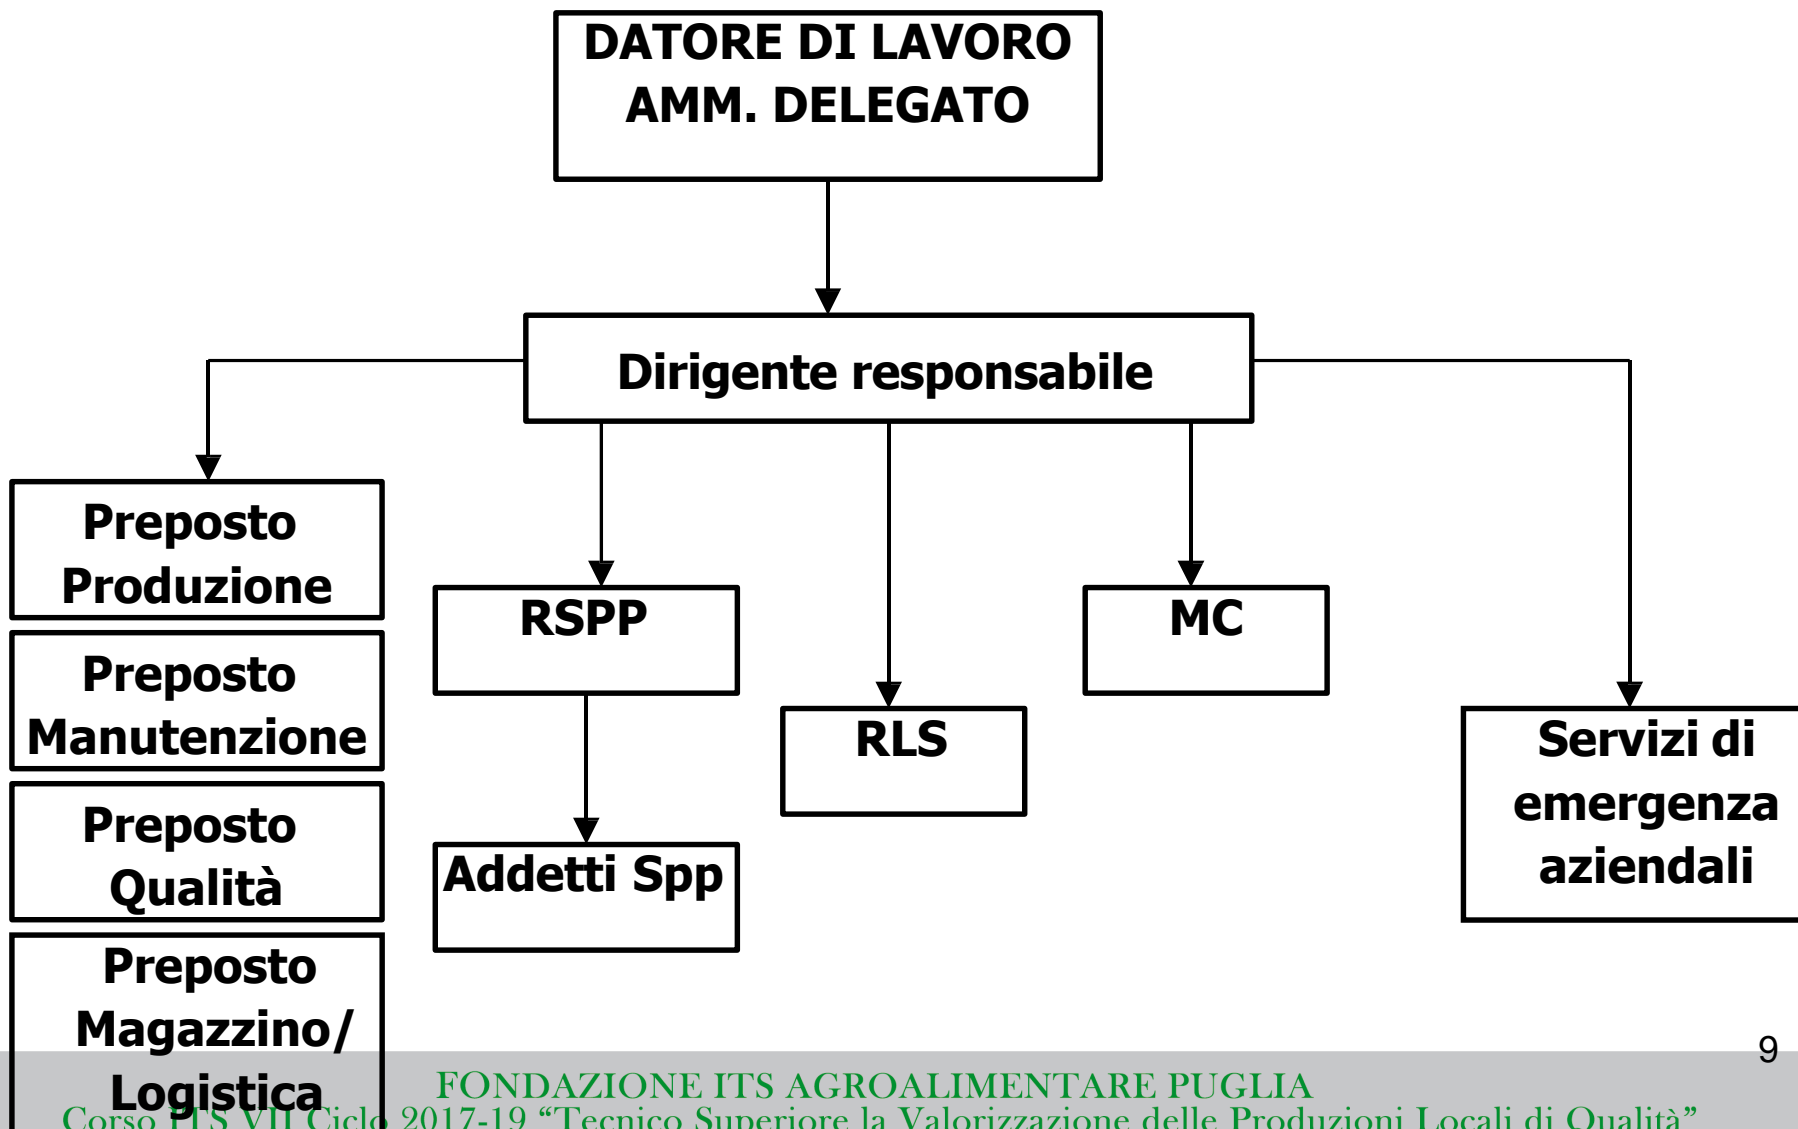 DATORE DI LAVORO
AMM. DELEGATO
Dirigente responsabile
Preposto
Produzione
Preposto
Manutenzione
Preposto
Qualità
Preposto
Magazzino/
Logistica
RSPP
Addetti Spp
RLS
MC
Servizi di
emergenza
aziendali
9
FONDAZIONE ITS AGROALIMENTARE PUGLIA
Corso ITS VII Ciclo 2017-19 “Tecnico Superiore la Valorizzazione delle Produzioni Locali di Qualità”